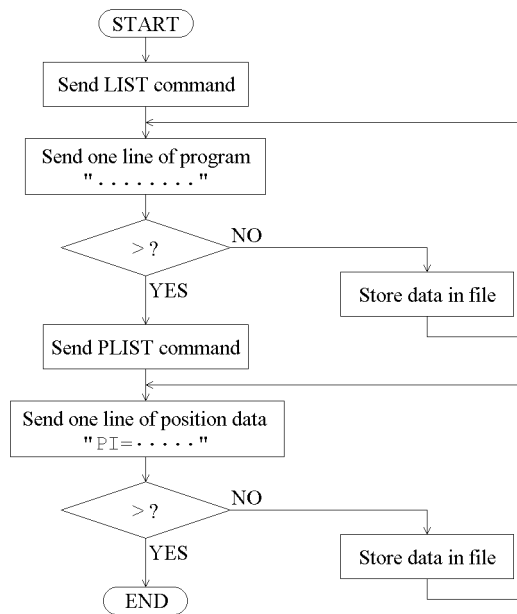 START
Send LIST command
Send one line of program
"........"
> ?
NO
YES
Store data in file
Send PLIST command
Send one line of position data
"PI=·····"
> ?
NO
YES
Store data in file
END